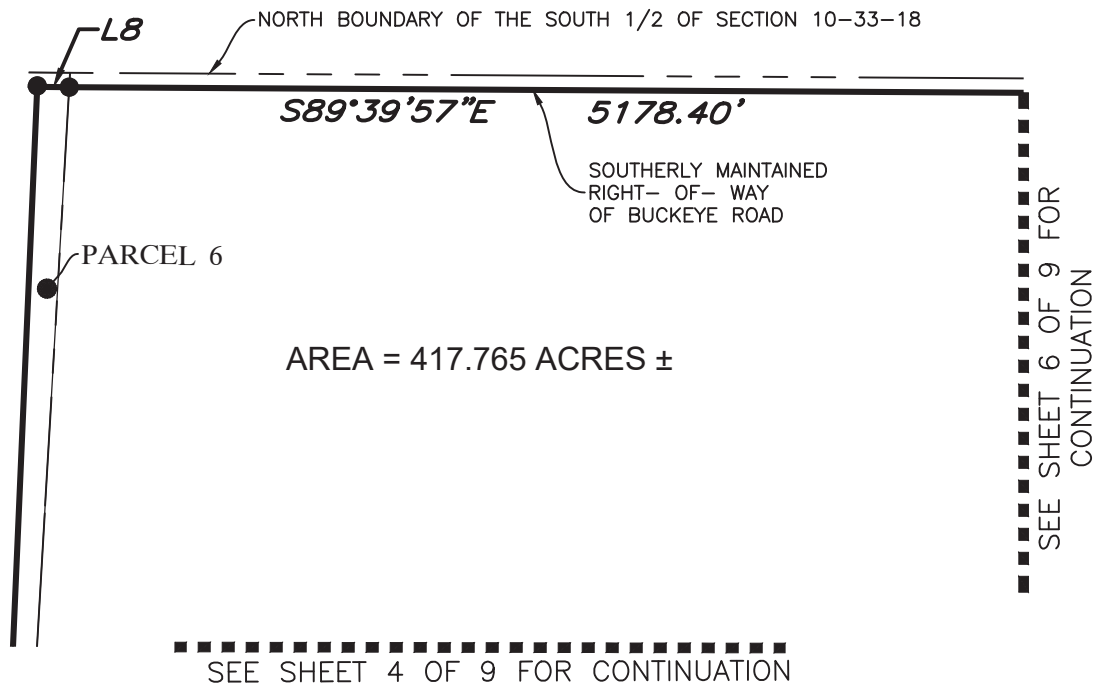 L8
NORTH BOUNDARY OF THE SOUTH 1/2 OF SECTION 10-33-18
S89°39'57"E 5178.40'
SOUTHERLY MAINTAINED
RIGHT- OF- WAY
OF BUCKEYE ROAD
PARCEL 6
AREA = 417.765 ACRES ±
SEE SHEET 6 OF 9 FOR
CONTINUATION
SEE SHEET 4 OF 9 FOR CONTINUATION